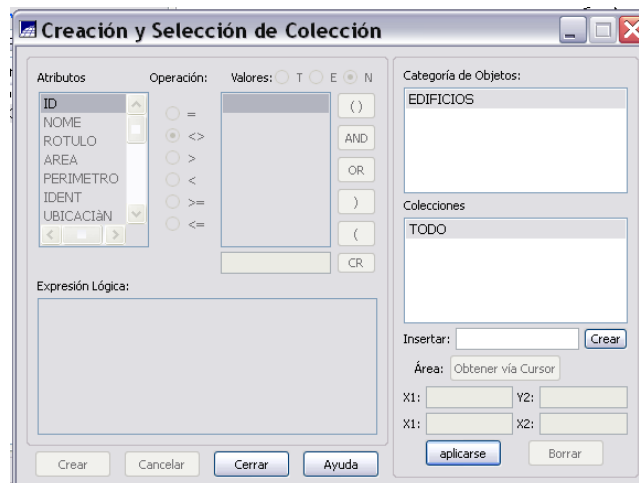 Creación y Selección de Colección
Atributos
Operación:
Valores: T E N
ID
NOME
ROTULO
AREA
PERIMETRO
IDENT
UBICACIàN
=
<>
>
<
>=
<=
()
AND
OR
)
(
CR
Expresión Lógica:
Crear
Cancelar
Cerrar
Ayuda
Categoría de Objetos:
EDIFICIOS
Colecciones
TODO
Insertar:
Crear
Área: Obtener vía Cursor
X1: Y2:
X1: X2:
aplicarse
Borrar